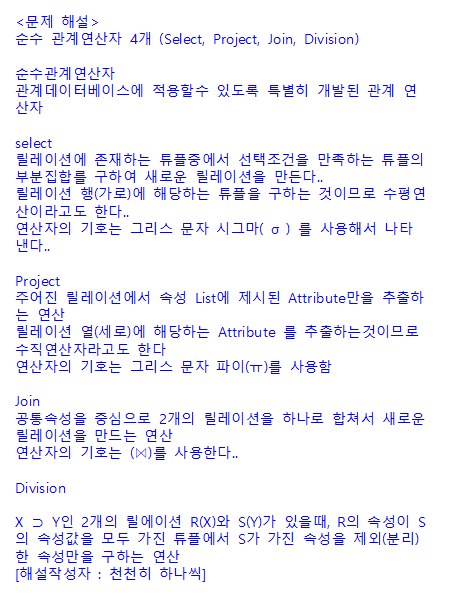 <문제 해설>
순수 관계연산자 4개 (Select, Project, Join, Division)
순수관계연산자
관계데이터베이스에 적용할수 있도록 특별히 개발된 관계 연
산자
select
릴레이션에 존재하는 튜플중에서 선택조건을 만족하는 튜플의
부분집합를 구하여 새로운 릴레이션을 만든다..
릴레이션 행(가로)에 해당하는 튜플을 구하는 것이므로 수평연
산이라고도 한다..
연산자의 기호는 그리스 문자 시그마( σ ) 를 사용해서 나타
낸다..
Project
주어진 릴레이션에서 속성 List에 제시된 Attribute만을 추출하
는 연산
릴레이션 열(세로)에 해당하는 Attribute 를 추출하는것이므로
수직연산자라고도 한다
연산자의 기호는 그리스 문자 파이(ㅠ)를 사용함
Join
공통속성을 중심으로 2개의 릴레이션을 하나로 합쳐서 새로운
릴레이션을 만드는 연산
연산자의 기호는 (⋈)를 사용한다..
Division
X ⊃ Y인 2개의 릴에이션 R(X)와 S(Y)가 있을때, R의 속성이 S
의 속성값을 모두 가진 튜플에서 S가 가진 속성을 제외(분리)
한 속성만을 구하는 연산
[해설작성자 : 천천히 하나씩]